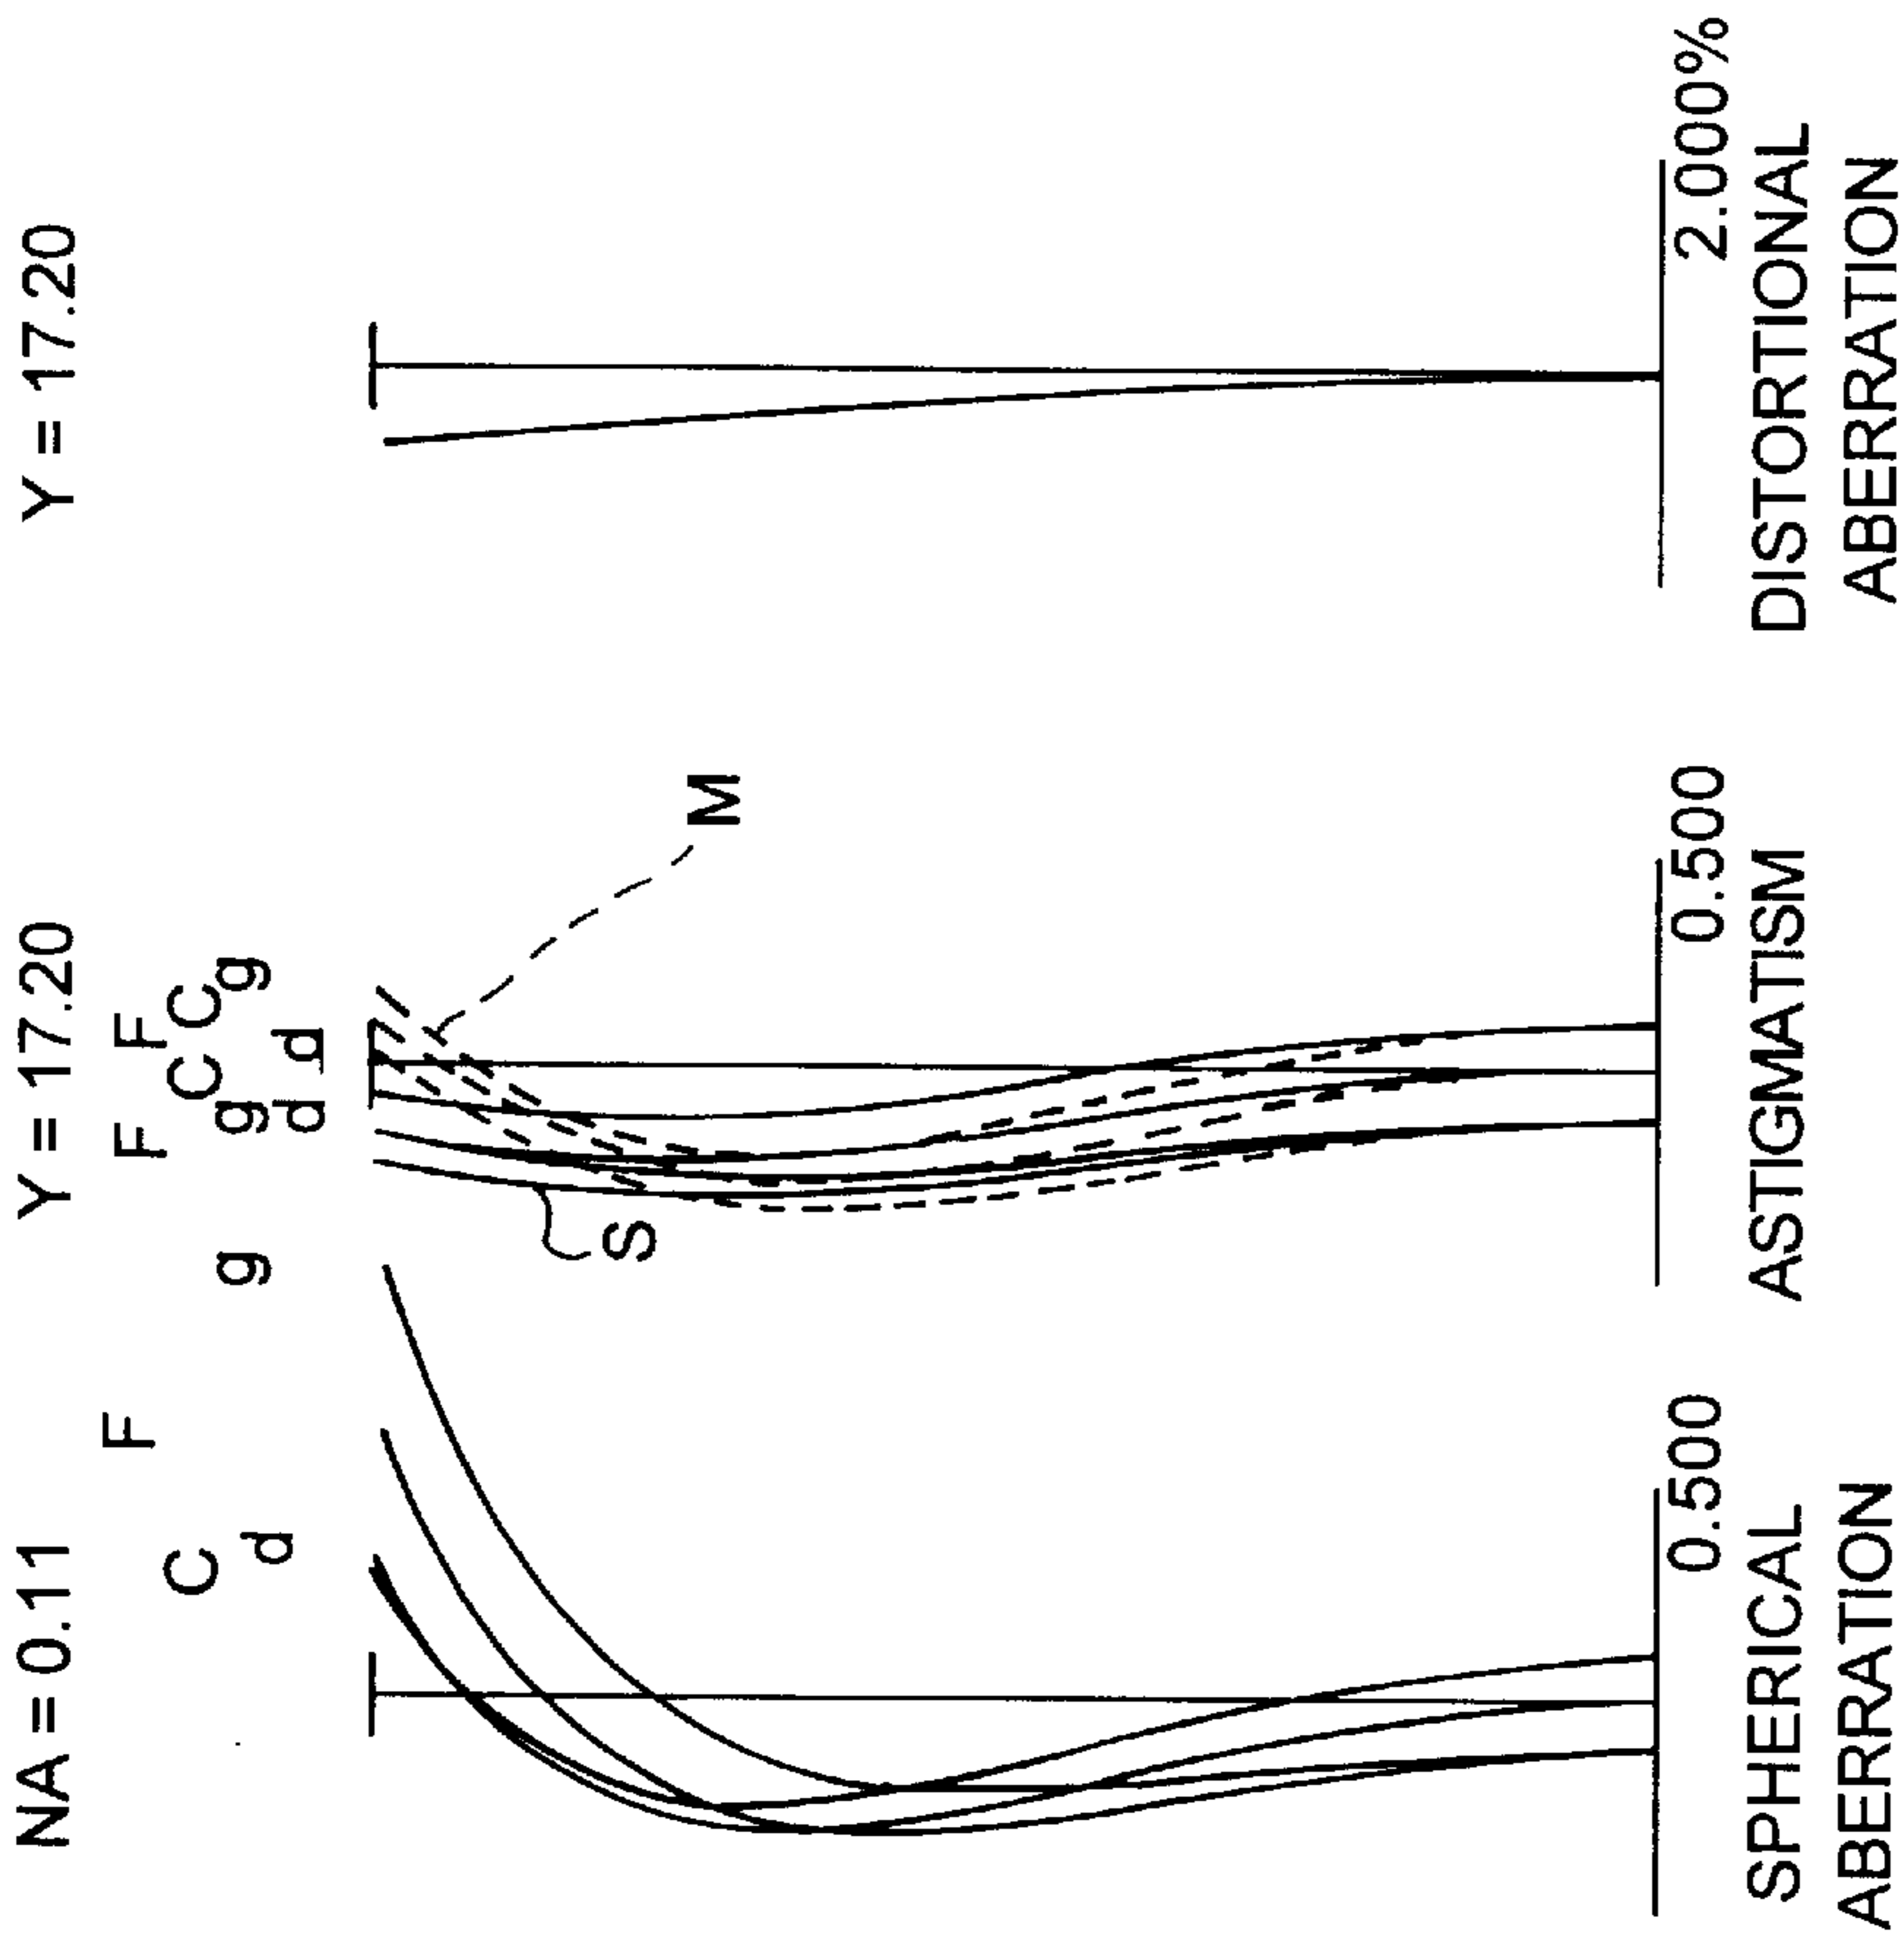 NA = 0.11
F
C
g
d
0.500
SPHERICAL
ABERRATION
Y = 17.20
F F
C C
g g
d d
S
M
0.500
ASTIGMATISM
Y = 17.20
2.000%
DISTORTIONAL
ABERRATION